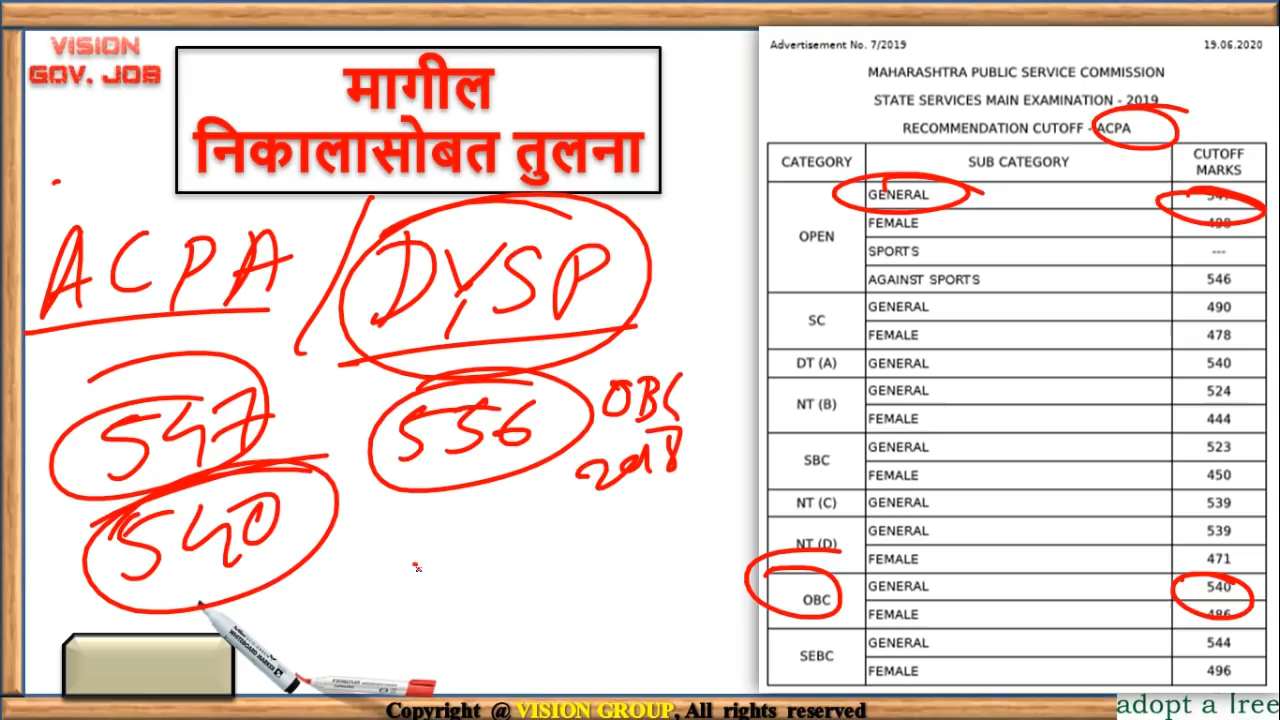 VISION
GOV. JOB
मागील
निकालासोबत तुलना
ACPA / DYSP
547
556
OBC
2018
540
Advertisement No. 7/2019 19.06.2020
MAHARASHTRA PUBLIC SERVICE COMMISSION
STATE SERVICES MAIN EXAMINATION - 2019
RECOMMENDATION CUTOFF - ACPA
CATEGORY SUB CATEGORY CUTOFF MARKS
OPEN GENERAL 547
FEMALE 498
SPORTS ---
AGAINST SPORTS 546
SC GENERAL 490
FEMALE 478
DT (A) GENERAL 540
NT (B) GENERAL 524
FEMALE 444
SBC GENERAL 523
FEMALE 450
NT (C) GENERAL 539
NT (D) GENERAL 539
FEMALE 471
OBC GENERAL 540
FEMALE 486
SEBC GENERAL 544
FEMALE 496
Copyright @ VISION GROUP, All rights reserved
adopt a Tree